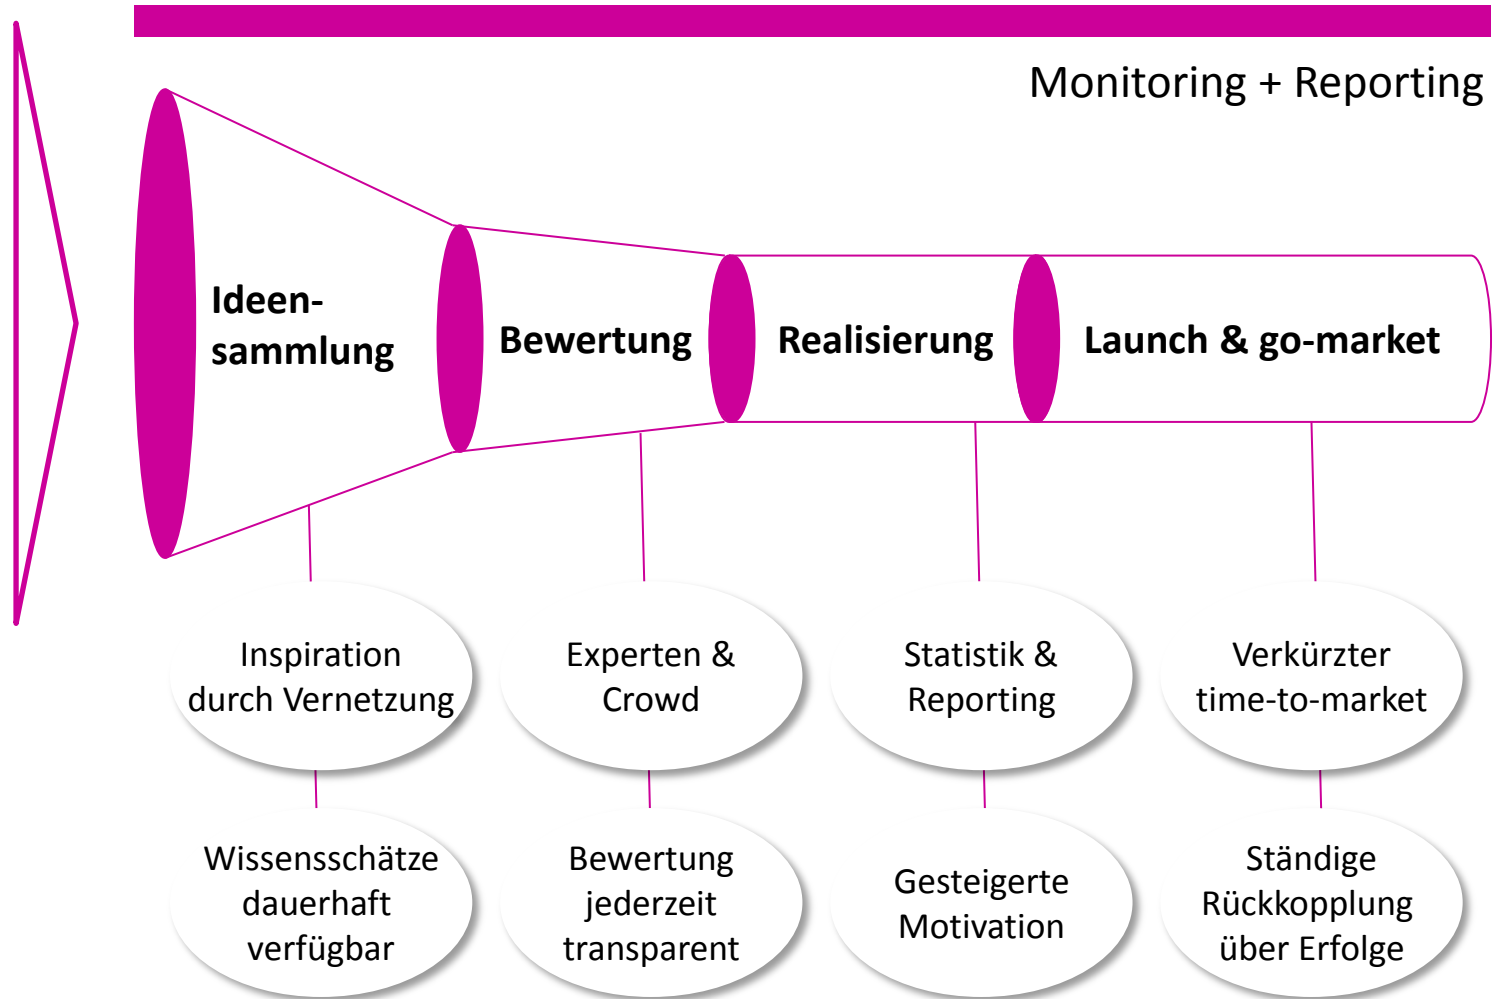 Monitoring + Reporting
Ideen-
sammlung
Bewertung
Realisierung
Launch & go-market
Inspiration
durch Vernetzung
Experten &
Crowd
Statistik &
Reporting
Verkürzter
time-to-market
Wissensschätze
dauerhaft
verfügbar
Bewertung
jederzeit
transparent
Gesteigerte
Motivation
Ständige
Rückkopplung
über Erfolge